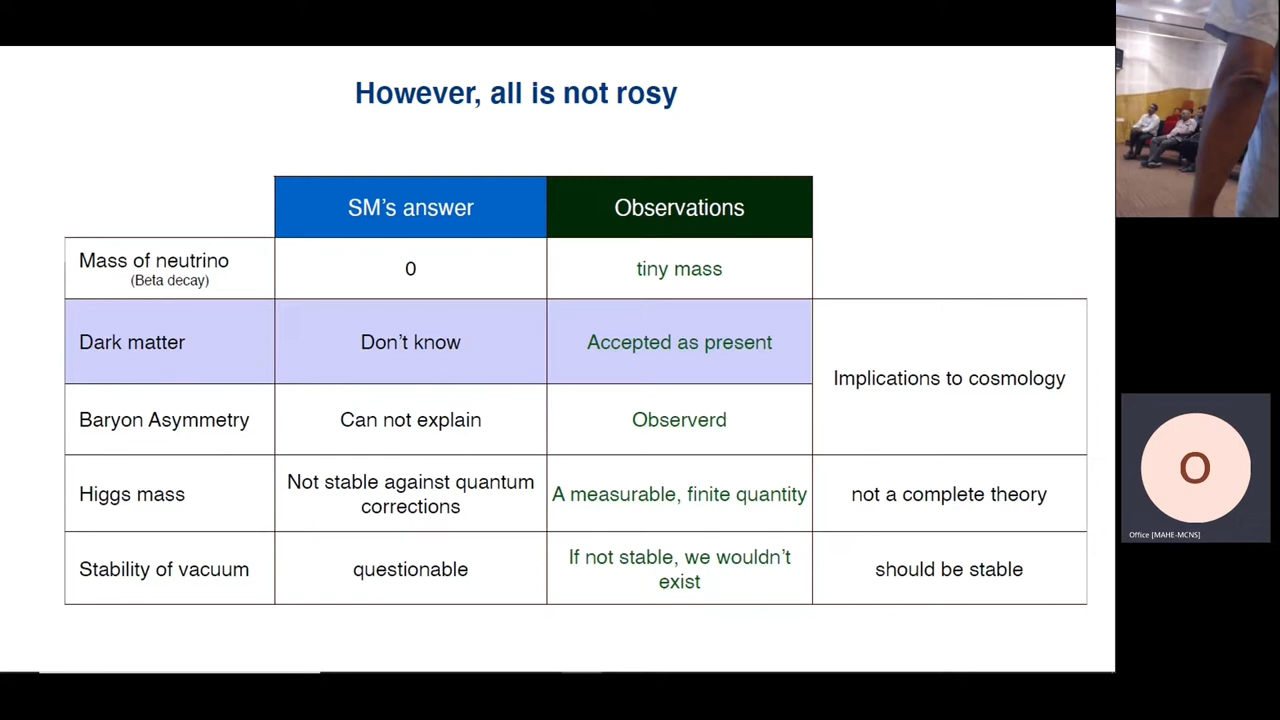 However, all is not rosy
SM's answer
Observations
Mass of neutrino
(Beta decay)
0
tiny mass
Dark matter
Don't know
Accepted as present
Implications to cosmology
Baryon Asymmetry
Can not explain
Observerd
Higgs mass
Not stable against quantum
corrections
A measurable, finite quantity
not a complete theory
Stability of vacuum
questionable
If not stable, we wouldn't
exist
should be stable
O
Office [MAHE-MCNS]